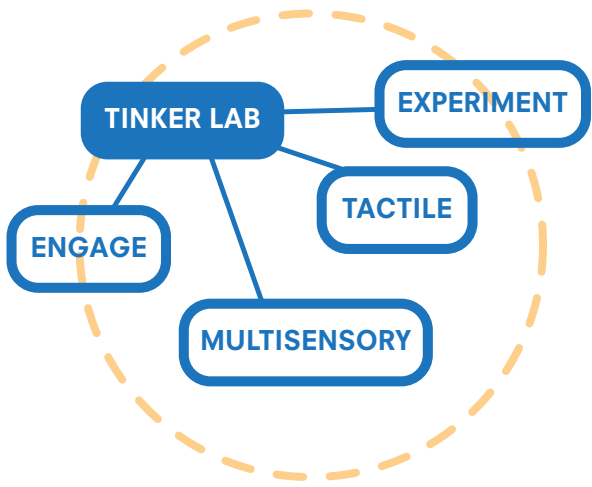 EXPERIMENT
TINKER LAB
TACTILE
ENGAGE
MULTISENSORY